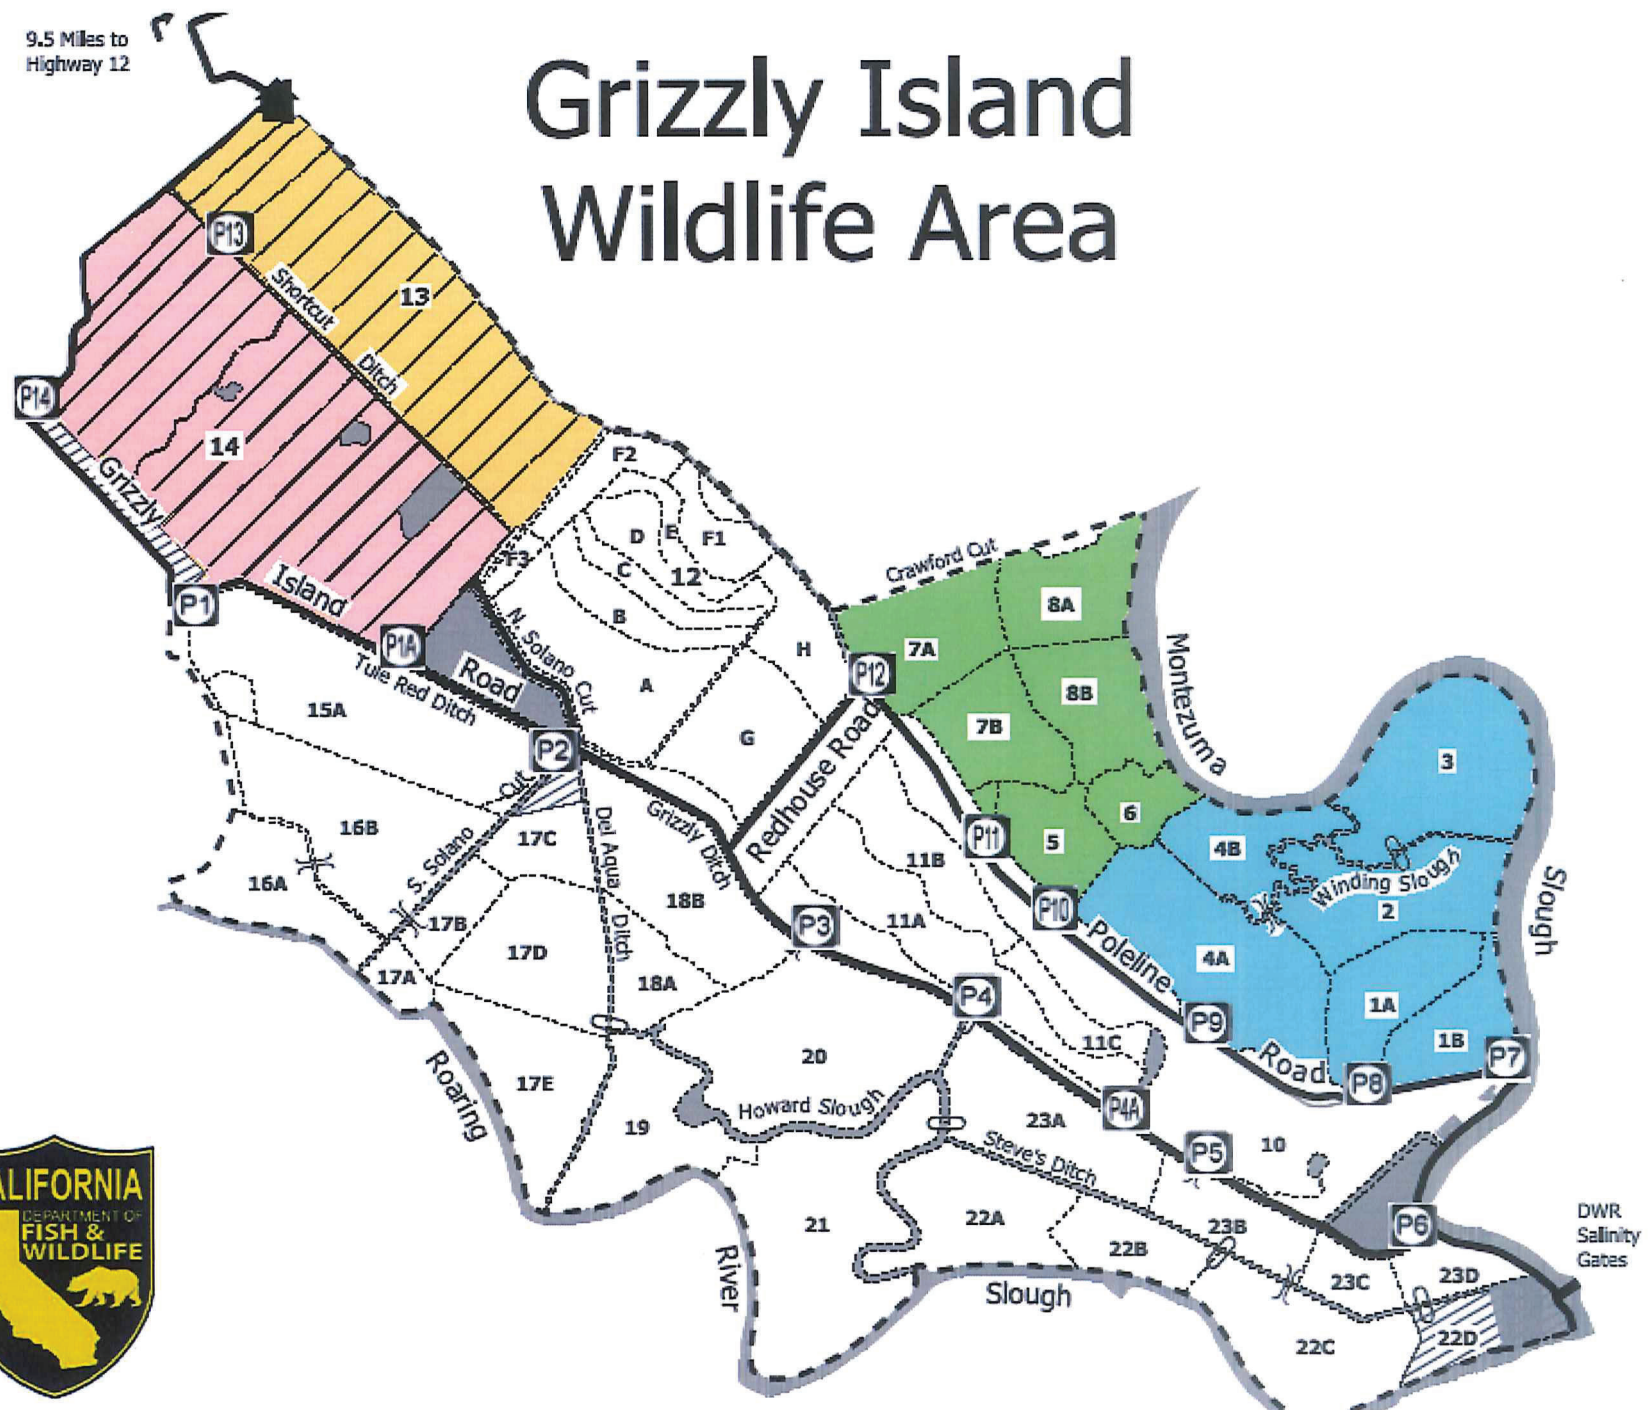 9.5 Miles to
Highway 12
Grizzly Island
Wildlife Area
P13
13
Shortcut
Ditch
P14
14
Grizzly
Island
P1
P1A
Road
Tule Red Ditch
N. Solano Cut
F2
F3
D
E
F1
C
12
B
A
H
G
Crawford Cut
8A
7A
8B
7B
6
5
P12
Redhouse Road
Montezuma
Slough
3
4B
Winding Slough
2
4A
1A
1B
P11
P10
Poleline
Road
P9
P8
P7
15A
P2
Cut
S. Solano
16B
16A
17C
17B
17A
17D
17E
Del Aqua Ditch
Grizzly Ditch
18B
18A
11B
11A
11C
P3
P4
P4A
P5
P6
20
19
Howard Slough
Roaring
River
Slough
21
23A
Steve's Ditch
22A
22B
23B
10
23C
23D
22C
22D
DWR
Salinity
Gates
ALIFORNIA
DEPARTMENT OF
FISH &
WILDLIFE